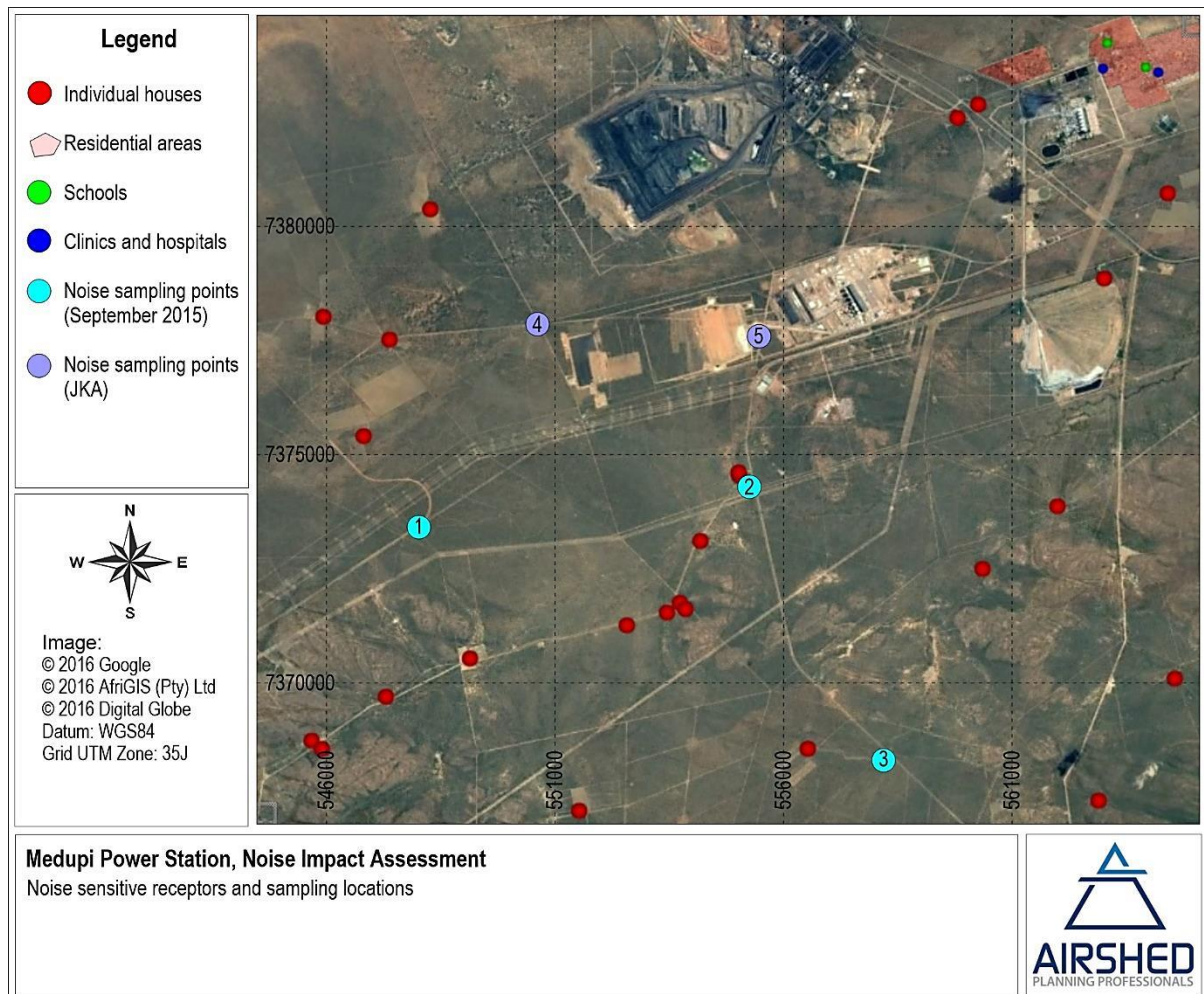 Legend
Individual houses
Residential areas
Schools
Clinics and hospitals
Noise sampling points
(September 2015)
Noise sampling points
(JKA)
N
W
E
S
Image:
© 2016 Google
© 2016 AfriGIS (Pty) Ltd
© 2016 Digital Globe
Datum: WGS84
Grid UTM Zone: 35J
7380000
4
5
7375000
2
1
7370000
3
546000
551000
556000
561000
Medupi Power Station, Noise Impact Assessment
Noise sensitive receptors and sampling locations
AIRSHED
PLANNING PROFESSIONALS